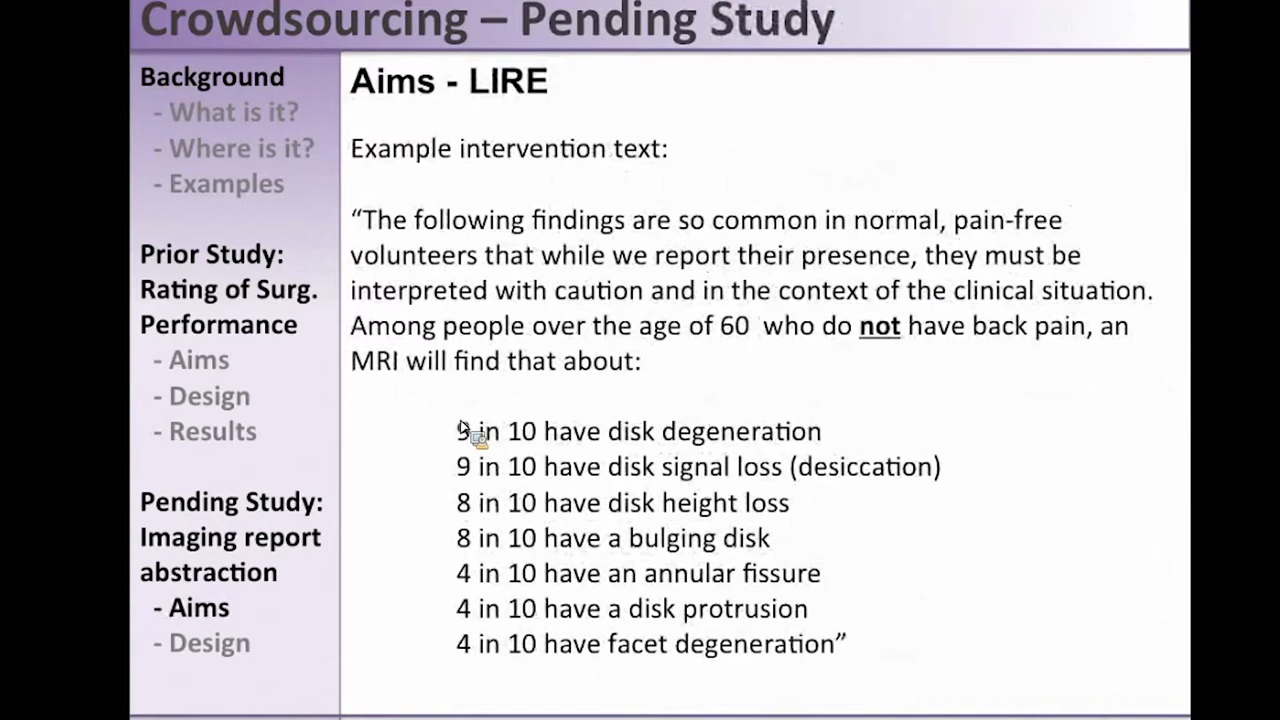 Crowdsourcing – Pending Study
Background
- What is it?
- Where is it?
- Examples
Prior Study:
Rating of Surg.
Performance
- Aims
- Design
- Results
Pending Study:
Imaging report
abstraction
- Aims
- Design
Aims - LIRE
Example intervention text:
“The following findings are so common in normal, pain-free
volunteers that while we report their presence, they must be
interpreted with caution and in the context of the clinical situation.
Among people over the age of 60 who do not have back pain, an
MRI will find that about:
in 10 have disk degeneration
9 in 10 have disk signal loss (desiccation)
8 in 10 have disk height loss
8 in 10 have a bulging disk
4 in 10 have an annular fissure
4 in 10 have a disk protrusion
4 in 10 have facet degeneration”